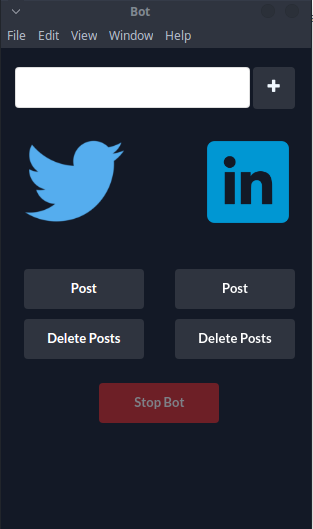 Bot
File Edit View Window Help
+
in
Post Post
Delete Posts Delete Posts
Stop Bot